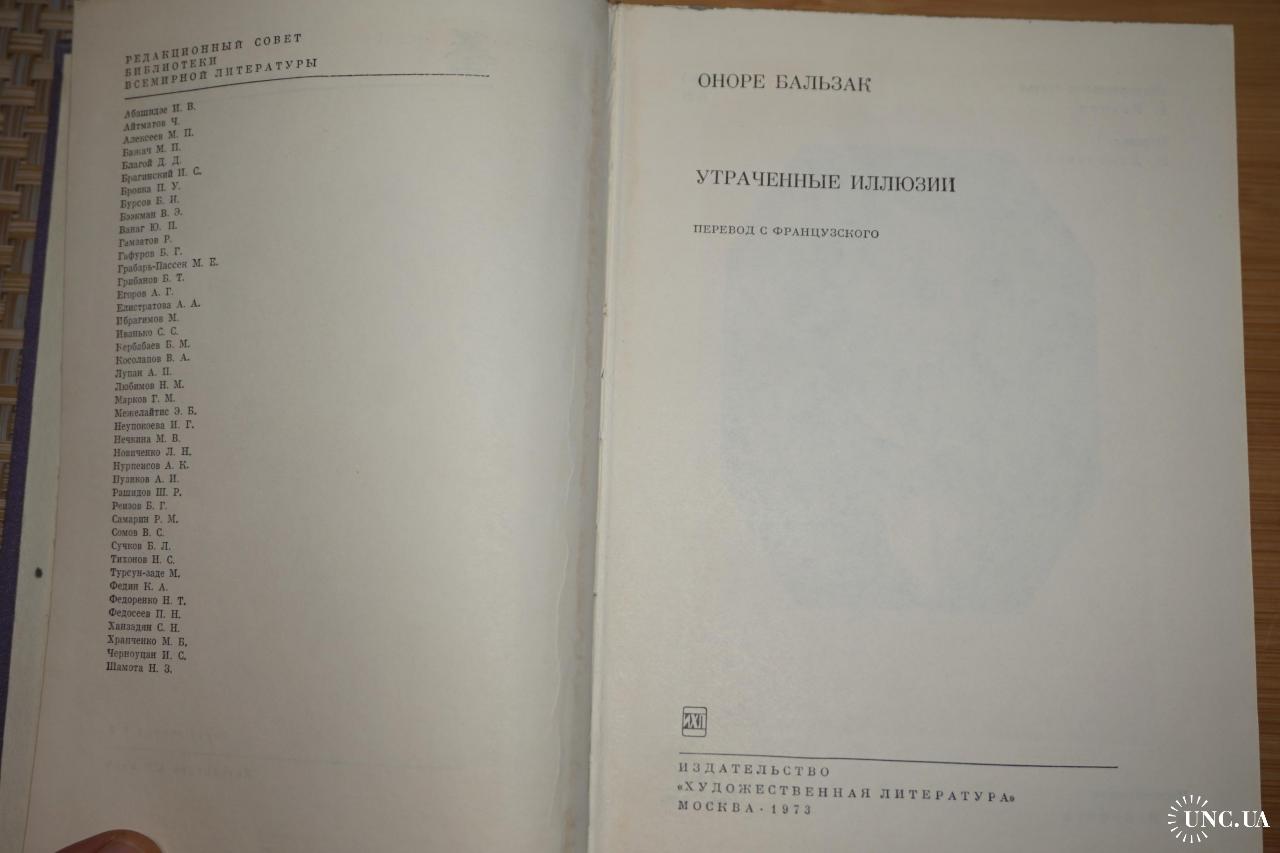 РЕДАКЦИОННЫЙ СОВЕТ
БИБЛИОТЕКИ
ВСЕМИРНОЙ ЛИТЕРАТУРЫ
Абашидзе И. В.
Айтматов Ч.
Алексеев М. П.
Бажан М. П.
Благой Д. Д.
Брагинский И. С.
Бровка П. У.
Бурсов Б. И.
Бээкман В. Э.
Ванаг Ю. П.
Гамзатов Р.
Гафуров Б. Г.
Грабарь-Пассек М. Е.
Грибанов Б. Т.
Егоров А. Г.
Елистратова А. А.
Ибрагимов М.
Иванько С. С.
Кербабаев Б. М.
Косолапов В. А.
Лупан А. П.
Любимов Н. М.
Марков Г. М.
Межелайтис Э. Б.
Неупокоева И. Г.
Нечкина М. В.
Новиченко Л. Н.
Нурпеисов А. К.
Пузиков А. И.
Рашидов Ш. Р.
Реизов Б. Г.
Самарин Р. М.
Сомов В. С.
Сучков Б. Л.
Тихонов Н. С.
Турсун-заде М.
Федин К. А.
Федоренко Н. Т.
Федосеев П. Н.
Ханзадян С. Н.
Храпченко М. Б.
Черноуцан И. С.
Шамота Н. З.
ОНОРЕ БАЛЬЗАК
УТРАЧЕННЫЕ ИЛЛЮЗИИ
ПЕРЕВОД С ФРАНЦУЗСКОГО
ИХЛ
ИЗДАТЕЛЬСТВО
«ХУДОЖЕСТВЕННАЯ ЛИТЕРАТУРА»
МОСКВА · 1973
UNC.UA